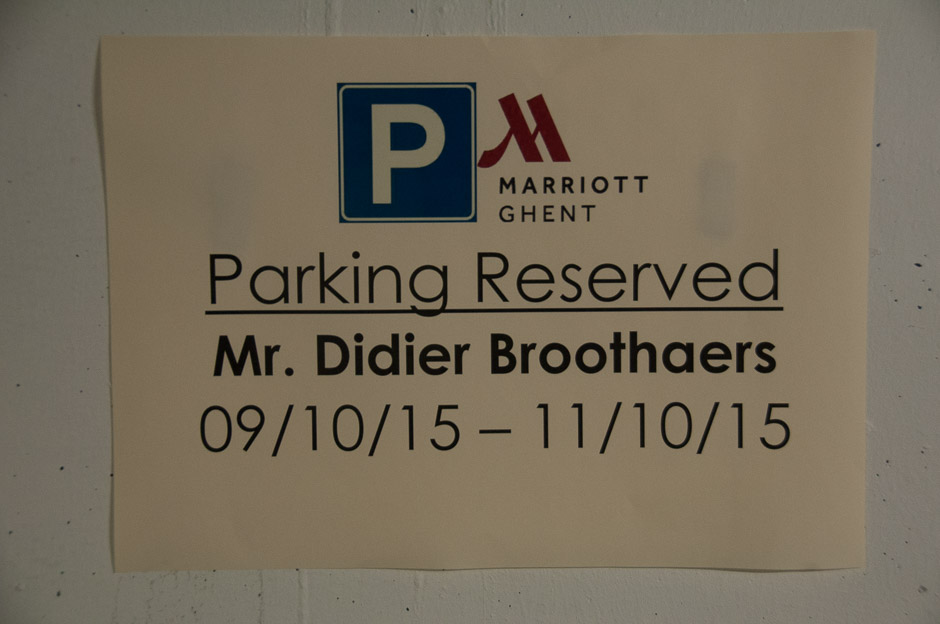 P
MARRIOTT
GHENT
Parking Reserved
Mr. Didier Broothaers
09/10/15 – 11/10/15